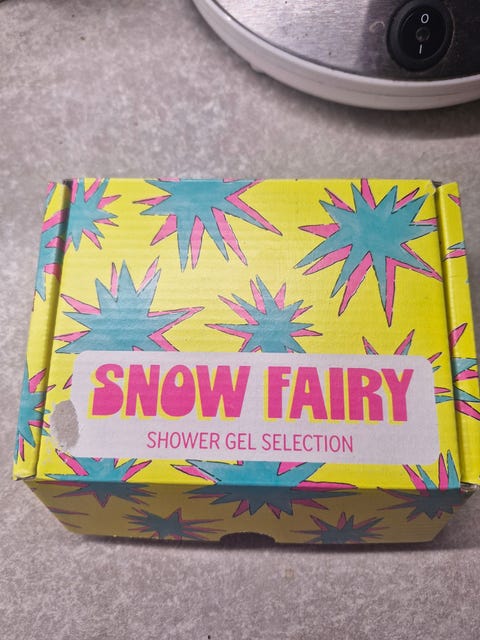 O
I
SNOW FAIRY
SHOWER GEL SELECTION